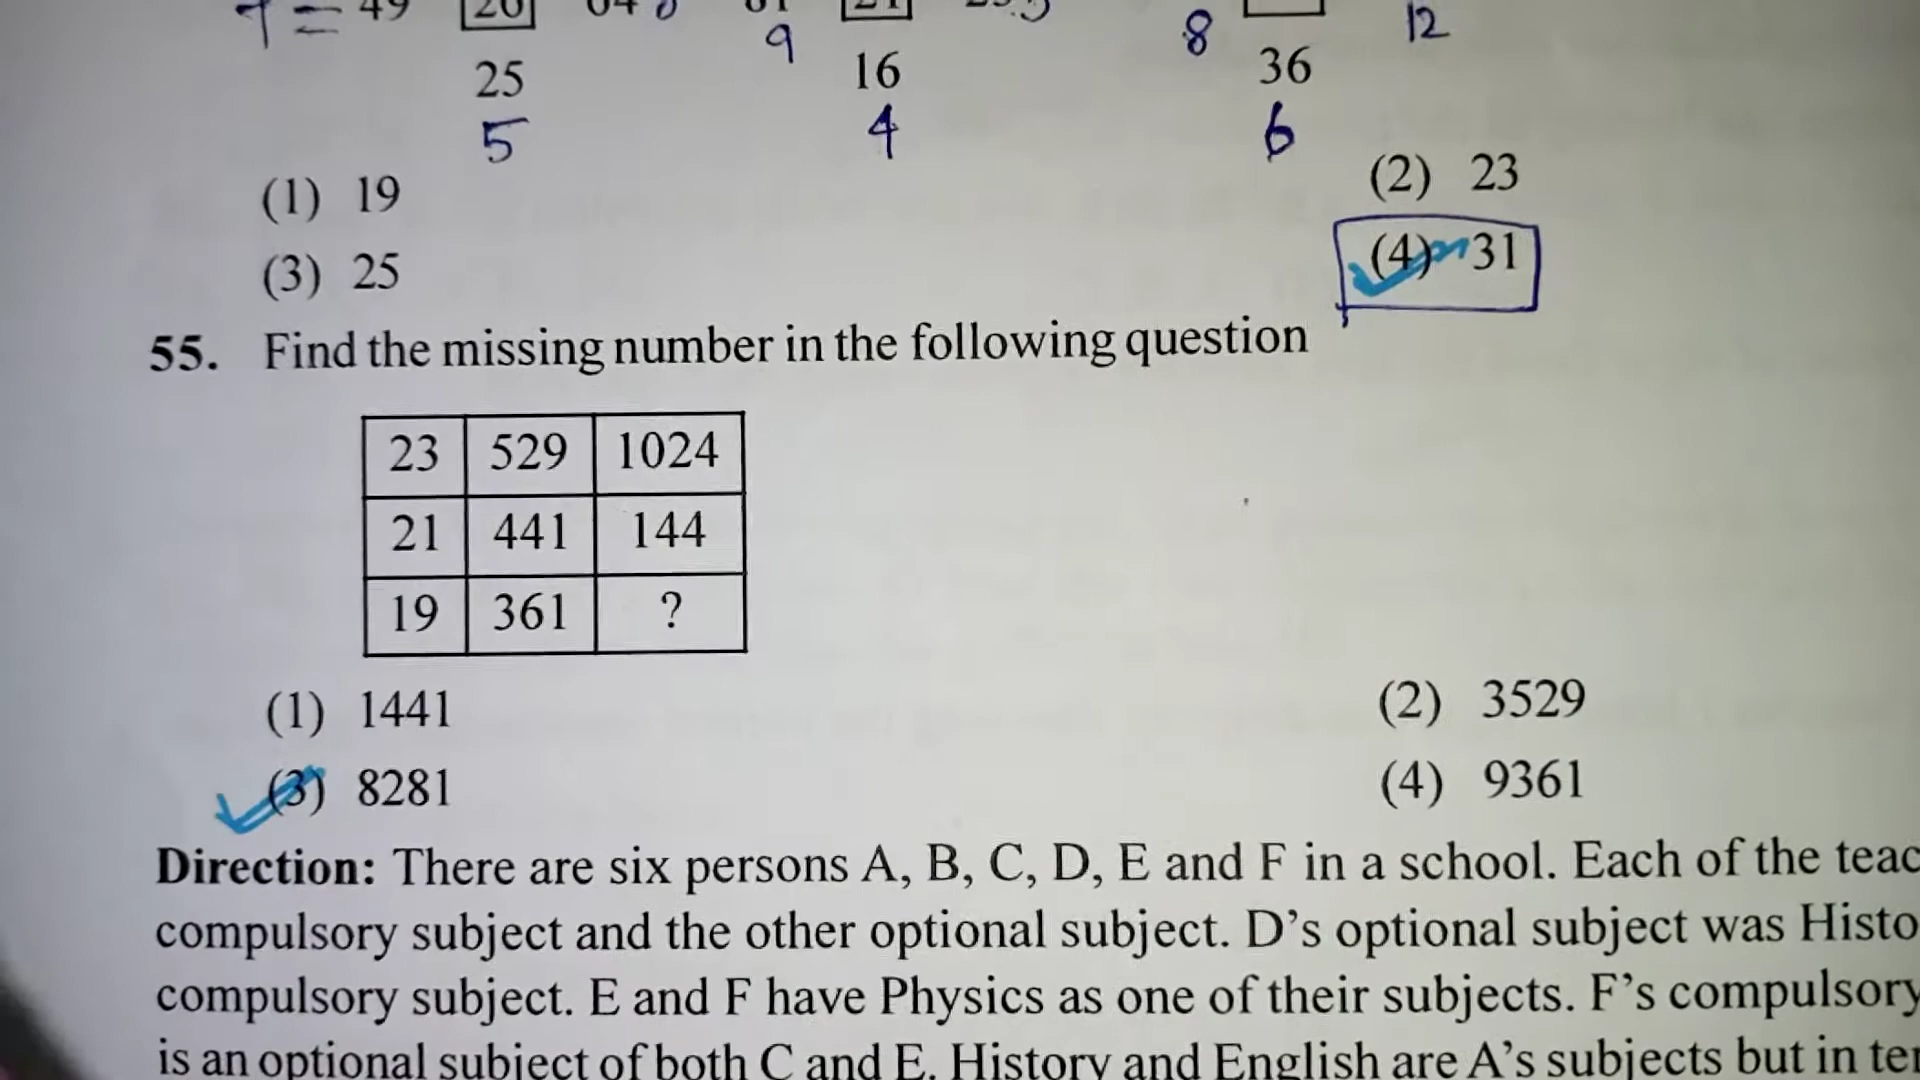 7 = 49 20
9 8 12
25 16 36
5 4 6
(1) 19 (2) 23
(3) 25 (4) 31
55. Find the missing number in the following question
23 529 1024
21 441 144
19 361 ?
(1) 1441 (2) 3529
(3) 8281 (4) 9361
Direction: There are six persons A, B, C, D, E and F in a school. Each of the
compulsory subject and the other optional subject. D’s optional subject was
compulsory subject. E and F have Physics as one of their subjects. F’s compulsory
is an optional subject of both C and E. History and English are A’s subjects but in